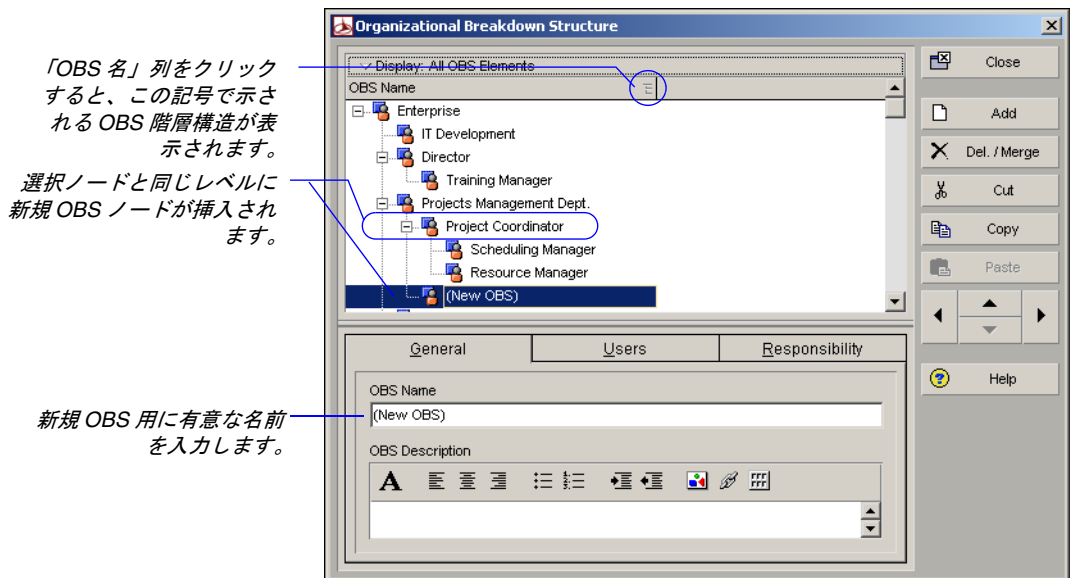 Organizational Breakdown Structure
「OBS 名」列をクリック
すると、この記号で示さ
れる OBS 階層構造が表
示されます。
選択ノードと同じレベルに
新規 OBS ノードが挿入され
ます。
新規 OBS 用に有意な名前
を入力します。
Display: All OBS Elements
OBS Name
Enterprise
IT Development
Director
Training Manager
Projects Management Dept.
Project Coordinator
Scheduling Manager
Resource Manager
(New OBS)
General
Users
Responsibility
OBS Name
(New OBS)
OBS Description
A
Close
Add
Del. / Merge
Cut
Copy
Paste
Help